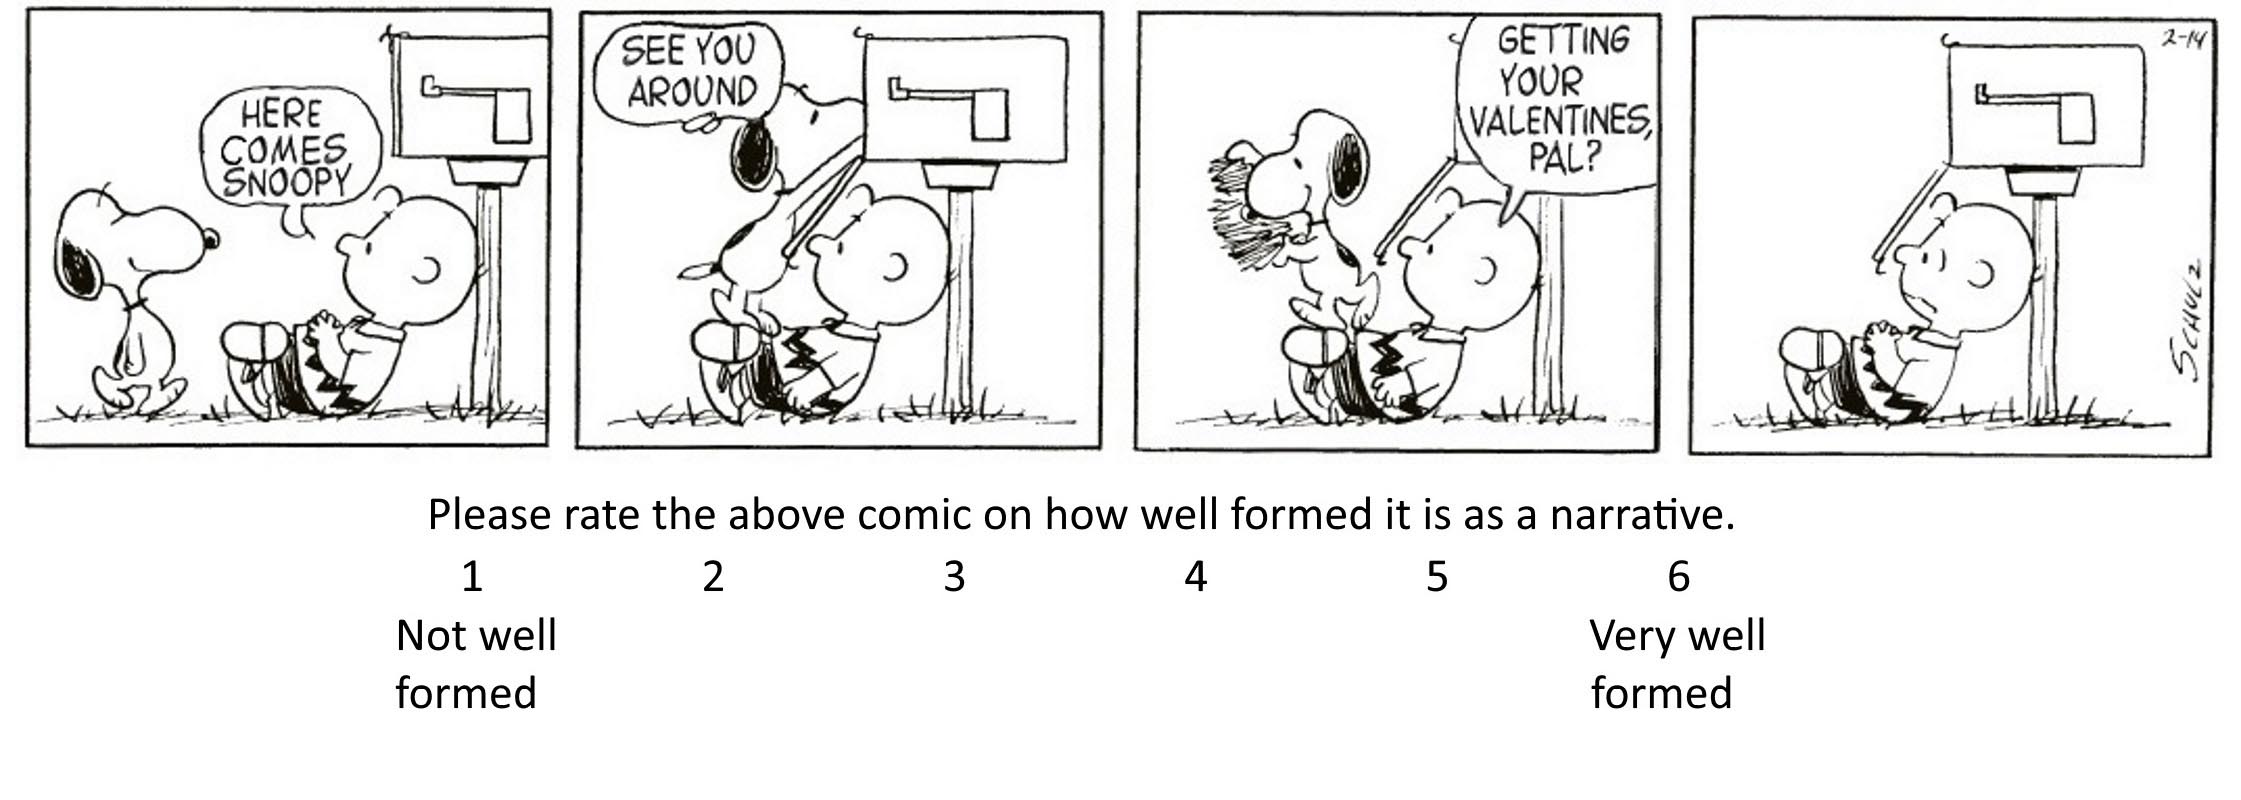 HERE
COMES
SNOOPY
SEE YOU
AROUND
GETTING
YOUR
VALENTINES,
PAL?
2-14
SCHULZ
Please rate the above comic on how well formed it is as a narrative.
1 2 3 4 5 6
Not well
formed
Very well
formed